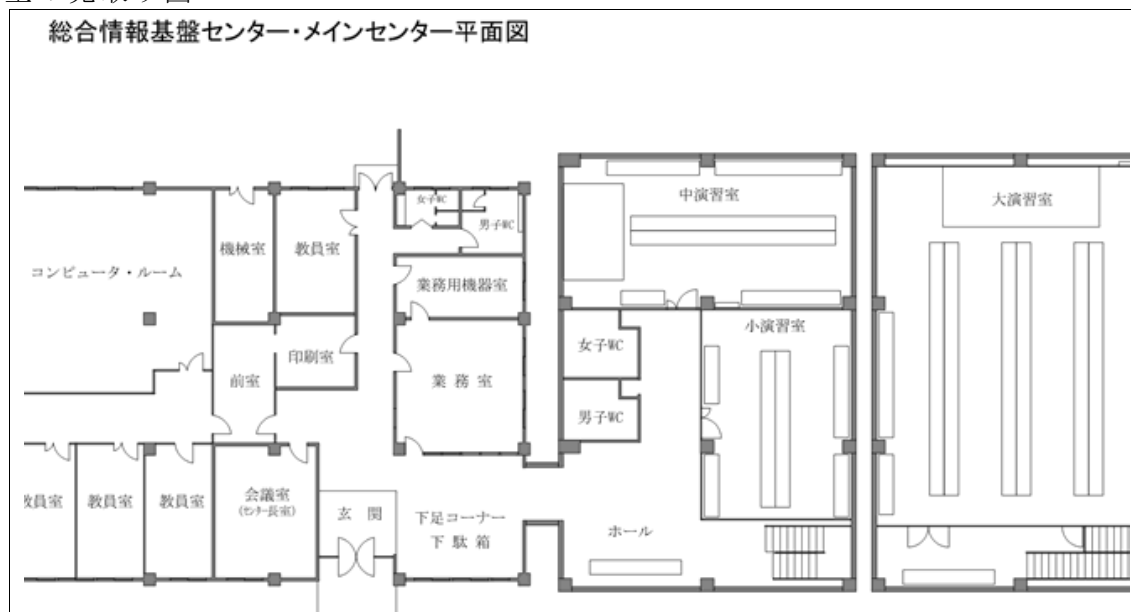 総合情報基盤センター・メインセンター平面図
女子WC
中演習室
大演習室
男子WC
機械室
教員室
コンピュータ・ルーム
業務用機器室
小演習室
女子WC
印刷室
前室
業務室
男子WC
教員室
教員室
教員室
会議室
(センター長室)
玄関
下足コーナー
下駄箱
ホール